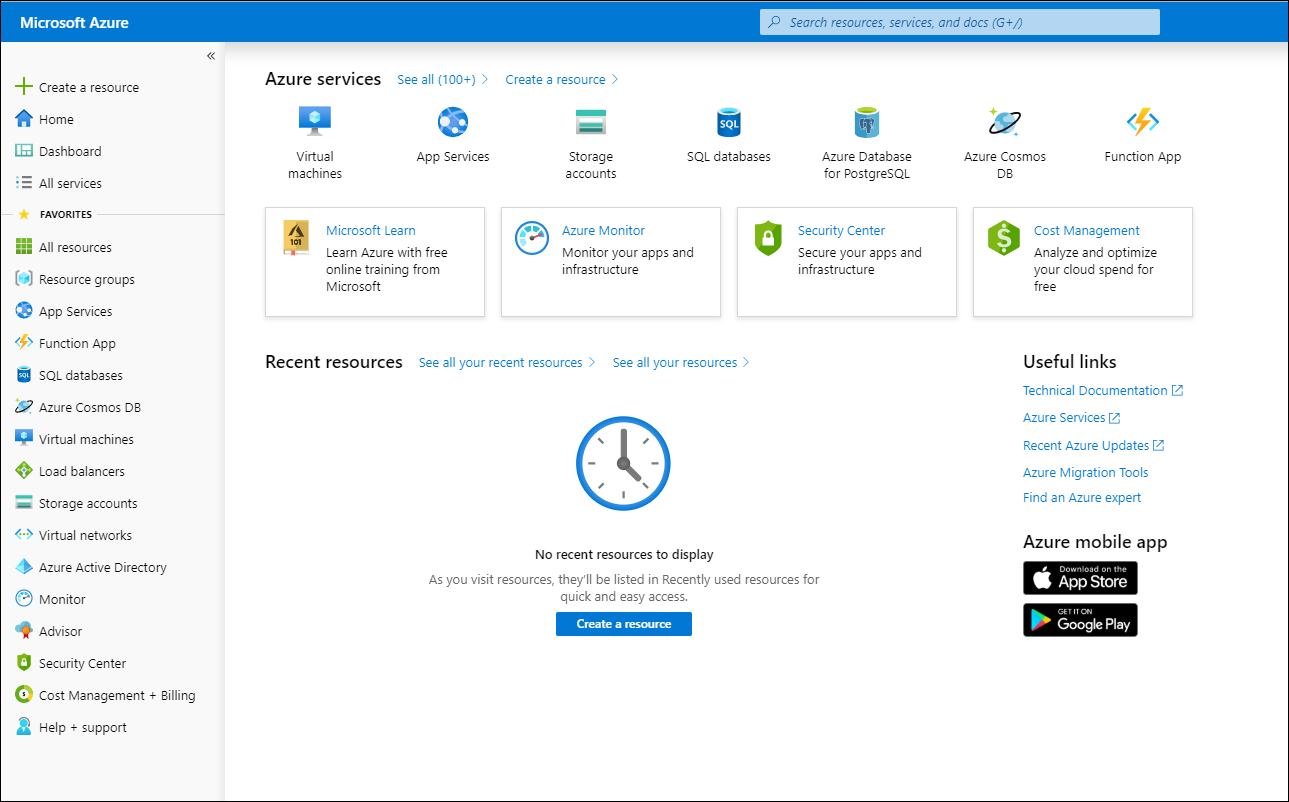 Microsoft Azure
Search resources, services, and docs (G+/)
«
Create a resource
Home
Dashboard
All services
FAVORITES
All resources
Resource groups
App Services
Function App
SQL databases
Azure Cosmos DB
Virtual machines
Load balancers
Storage accounts
Virtual networks
Azure Active Directory
Monitor
Advisor
Security Center
Cost Management + Billing
Help + support
Azure services See all (100+) Create a resource
Virtual
machines
App Services
Storage
accounts
SQL
SQL databases
Azure Database
for PostgreSQL
Azure Cosmos
DB
Function App
101
Microsoft Learn
Learn Azure with free
online training from
Microsoft
Azure Monitor
Monitor your apps and
infrastructure
Security Center
Secure your apps and
infrastructure
$
Cost Management
Analyze and optimize
your cloud spend for
free
Recent resources See all your recent resources See all your resources
No recent resources to display
As you visit resources, they'll be listed in Recently used resources for
quick and easy access.
Create a resource
Useful links
Technical Documentation
Azure Services
Recent Azure Updates
Azure Migration Tools
Find an Azure expert
Azure mobile app
Download on the
App Store
GET IT ON
Google Play